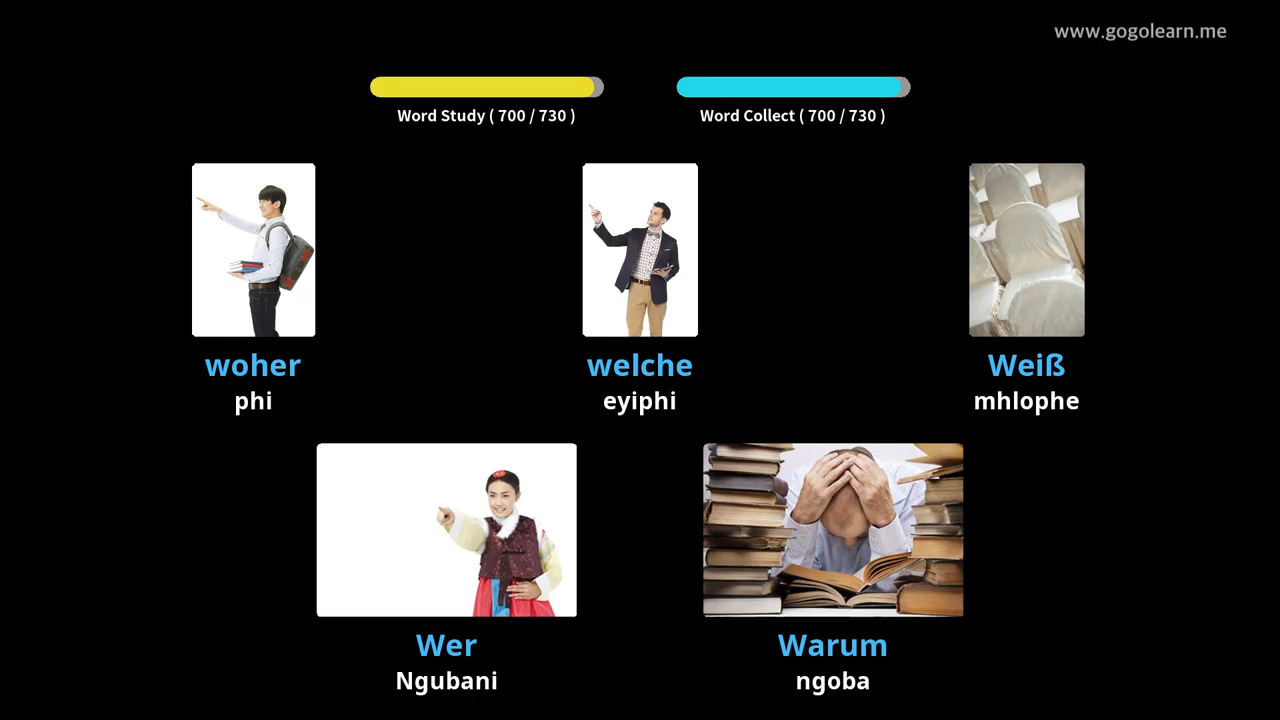 www.gogolearn.me
Word Study ( 700 / 730 )
Word Collect ( 700 / 730 )
woher
phi
welche
eyiphi
Weiß
mhlophe
Wer
Ngubani
Warum
ngoba